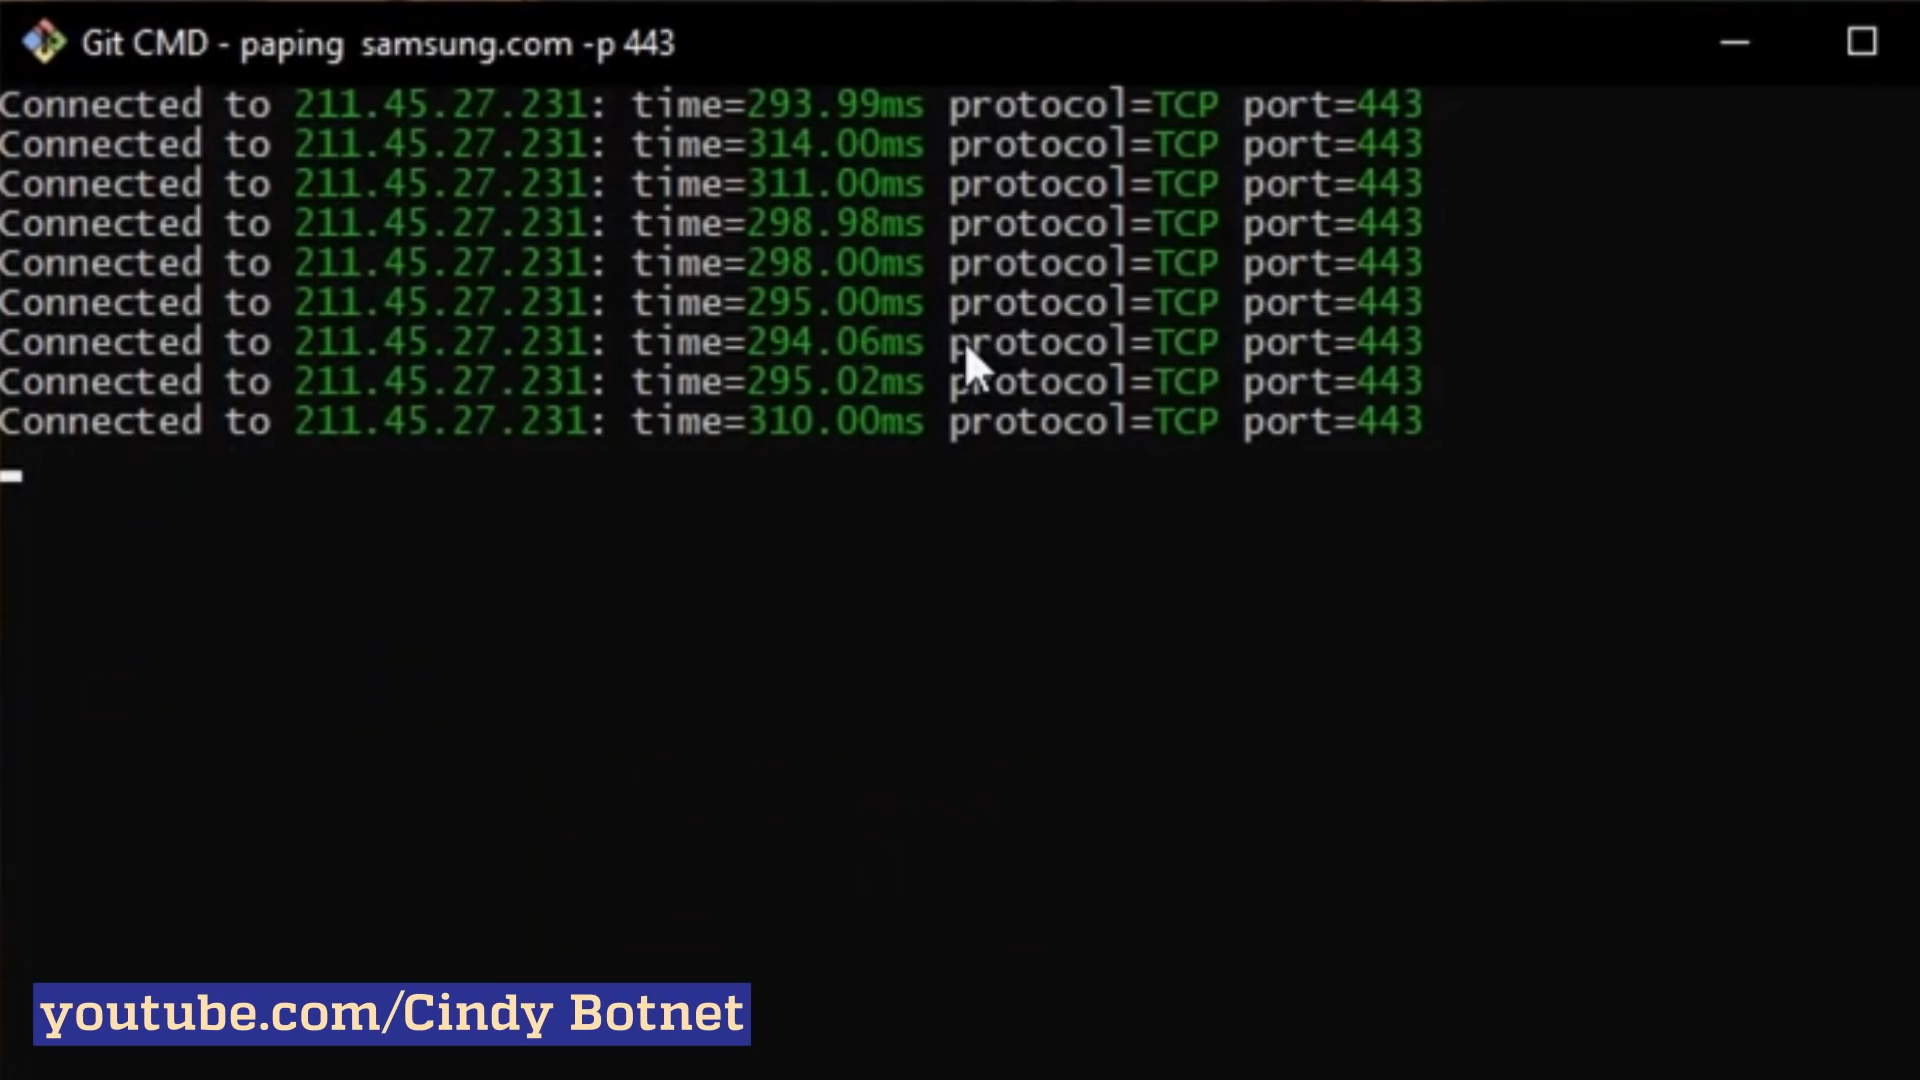 Git CMD - paping  samsung.com -p 443
Connected to 211.45.27.231: time=293.99ms protocol=TCP port=443
Connected to 211.45.27.231: time=314.00ms protocol=TCP port=443
Connected to 211.45.27.231: time=311.00ms protocol=TCP port=443
Connected to 211.45.27.231: time=298.98ms protocol=TCP port=443
Connected to 211.45.27.231: time=298.00ms protocol=TCP port=443
Connected to 211.45.27.231: time=295.00ms protocol=TCP port=443
Connected to 211.45.27.231: time=294.06ms protocol=TCP port=443
Connected to 211.45.27.231: time=295.02ms protocol=TCP port=443
Connected to 211.45.27.231: time=310.00ms protocol=TCP port=443
youtube.com/Cindy Botnet